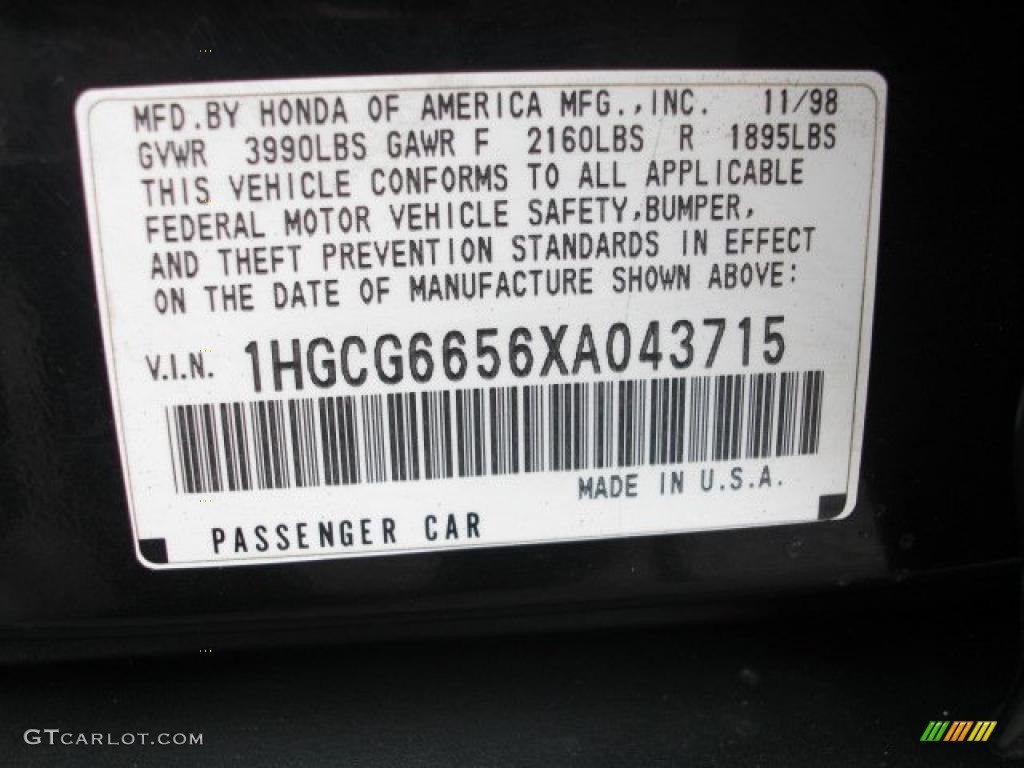 MFD.BY HONDA OF AMERICA MFG.,INC. 11/98
GVWR 3990LBS GAWR F 2160LBS R 1895LBS
THIS VEHICLE CONFORMS TO ALL APPLICABLE
FEDERAL MOTOR VEHICLE SAFETY,BUMPER,
AND THEFT PREVENTION STANDARDS IN EFFECT
ON THE DATE OF MANUFACTURE SHOWN ABOVE:
V.I.N. 1HGCG6656XA043715
MADE IN U.S.A.
PASSENGER CAR
GTCARLOT.COM